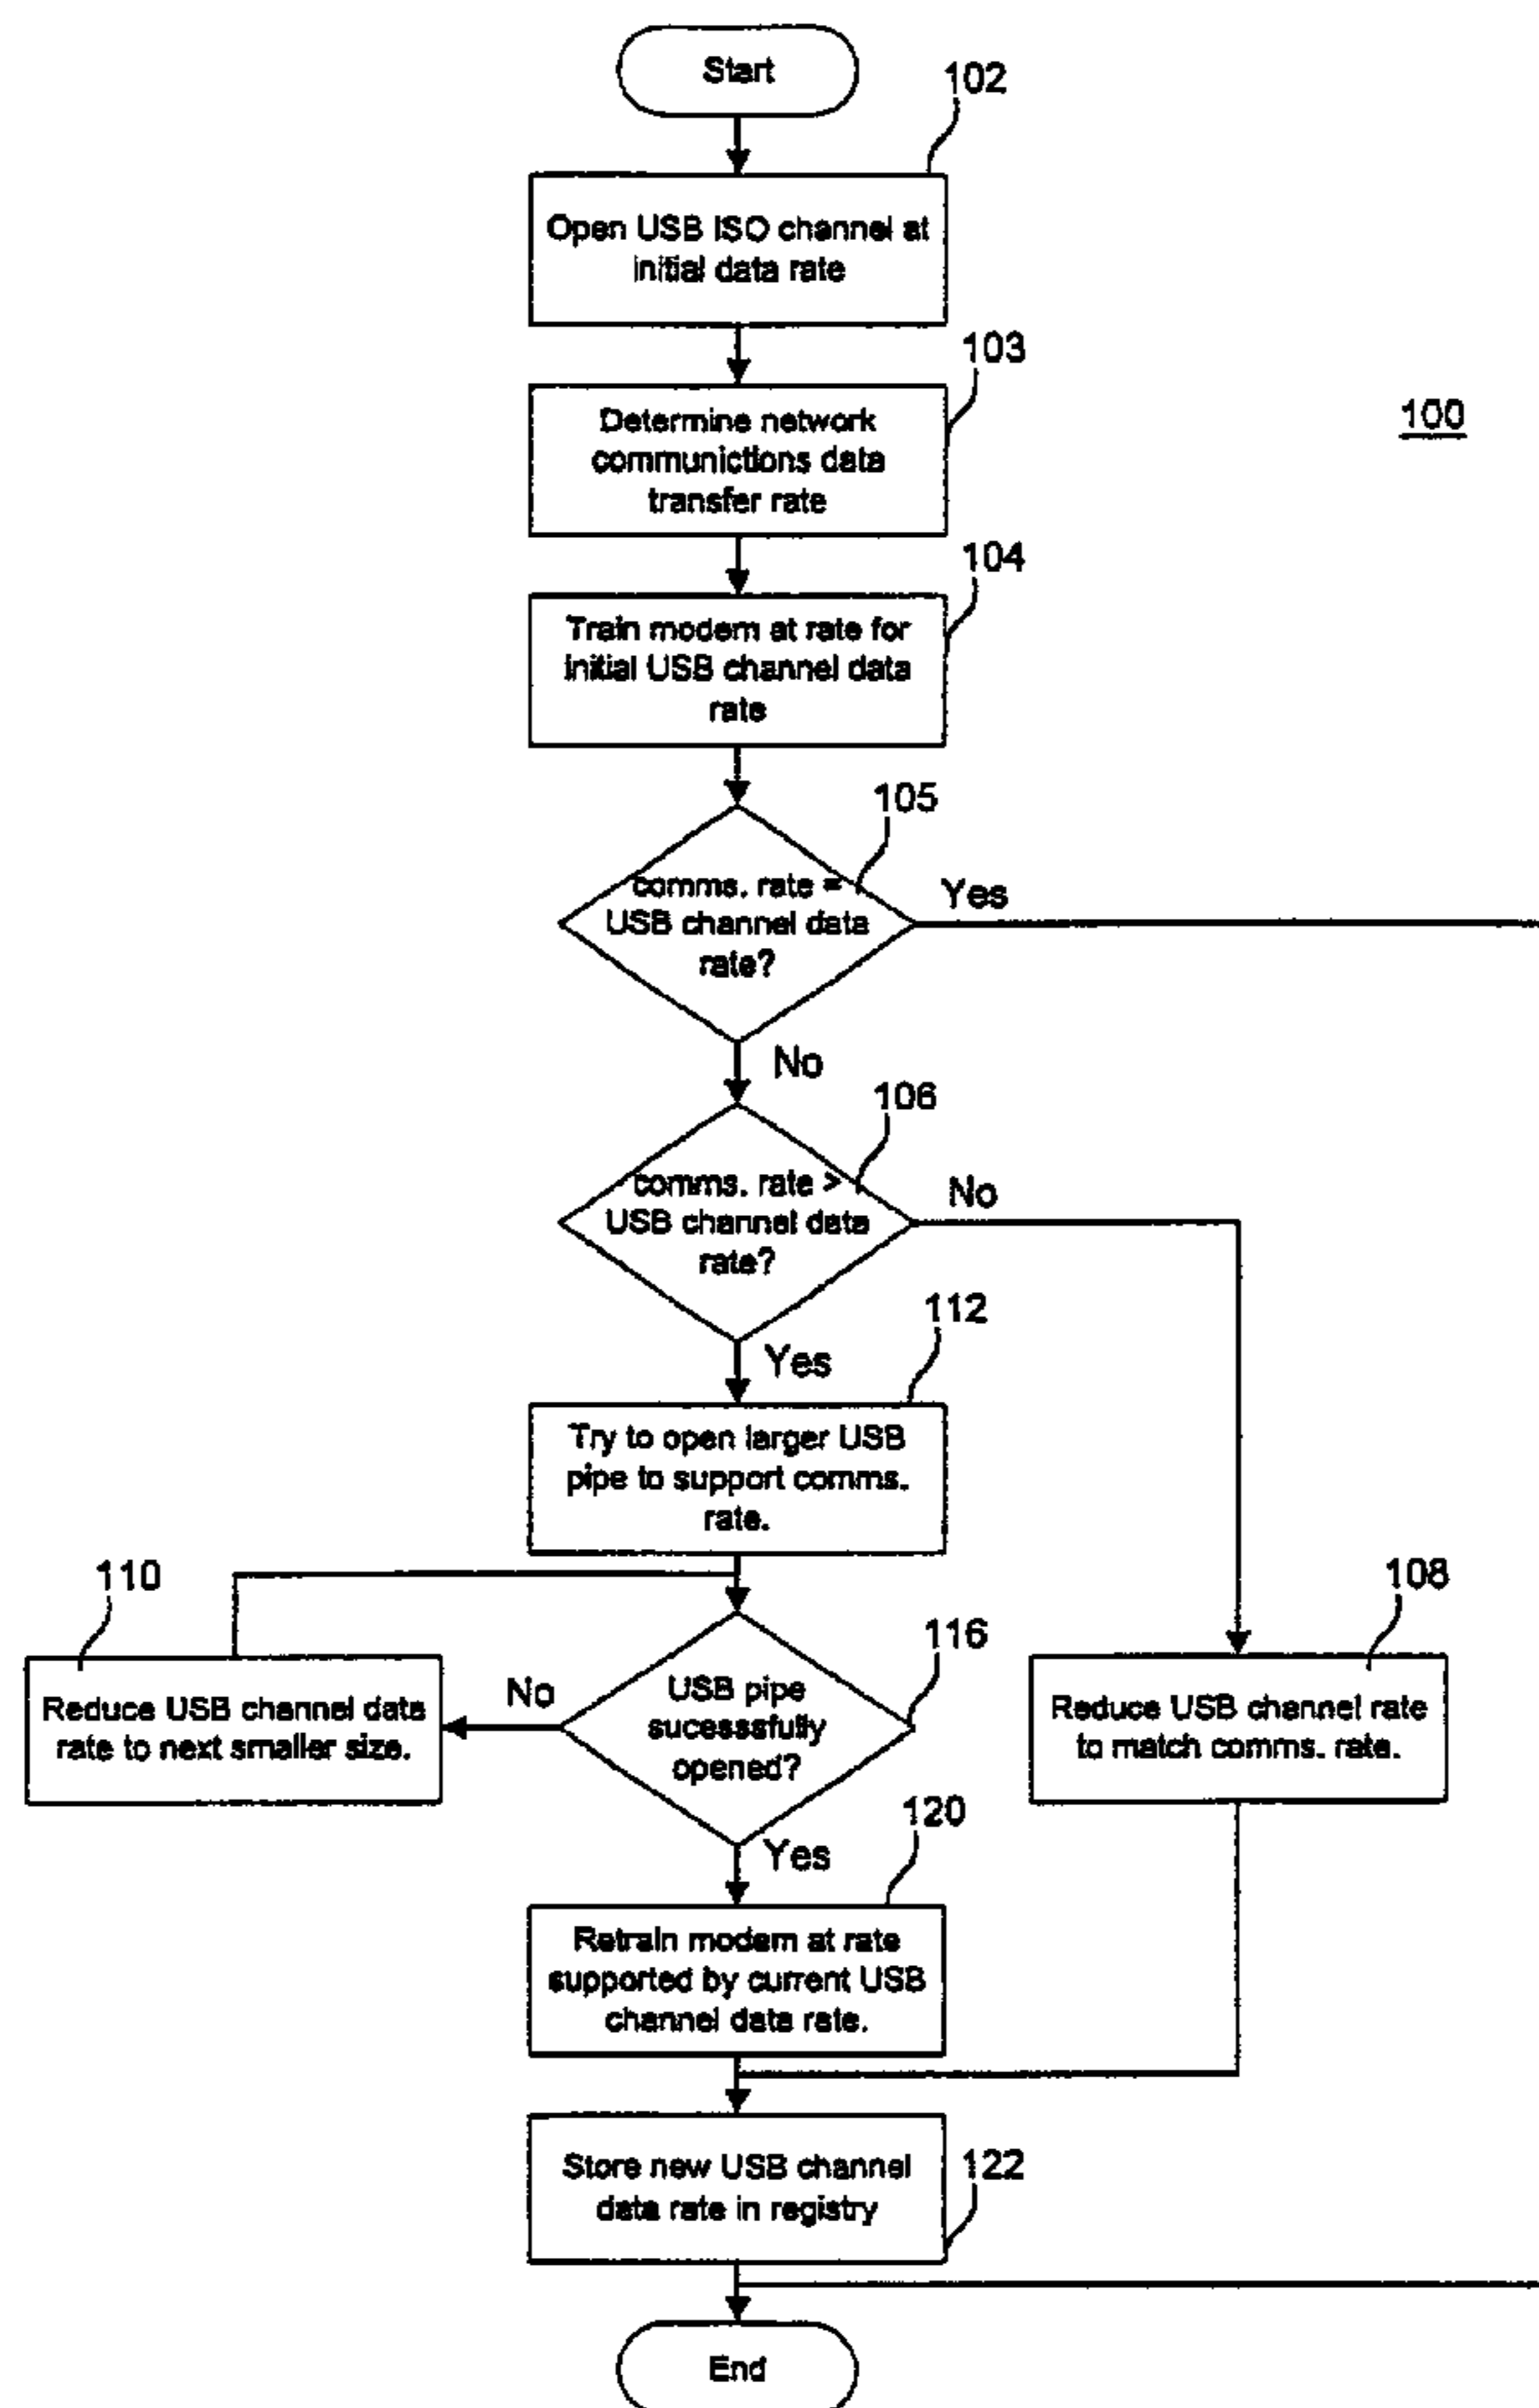 Start
102
Open USB ISO channel at
initial data rate
103
Determine network
communictions data
transfer rate
100
104
Train modem at rate for
initial USB channel data
rate
105
comms. rate =
USB channel data
rate?
Yes
No
106
comms. rate >
USB channel data
rate?
No
Yes
112
Try to open larger USB
pipe to support comms.
rate.
110
Reduce USB channel data
rate to next smaller size.
No
116
USB pipe
sucesssfully
opened?
108
Reduce USB channel rate
to match comms. rate.
Yes
120
Retrain modem at rate
supported by current USB
channel data rate.
Store new USB channel
data rate in registry
122
End